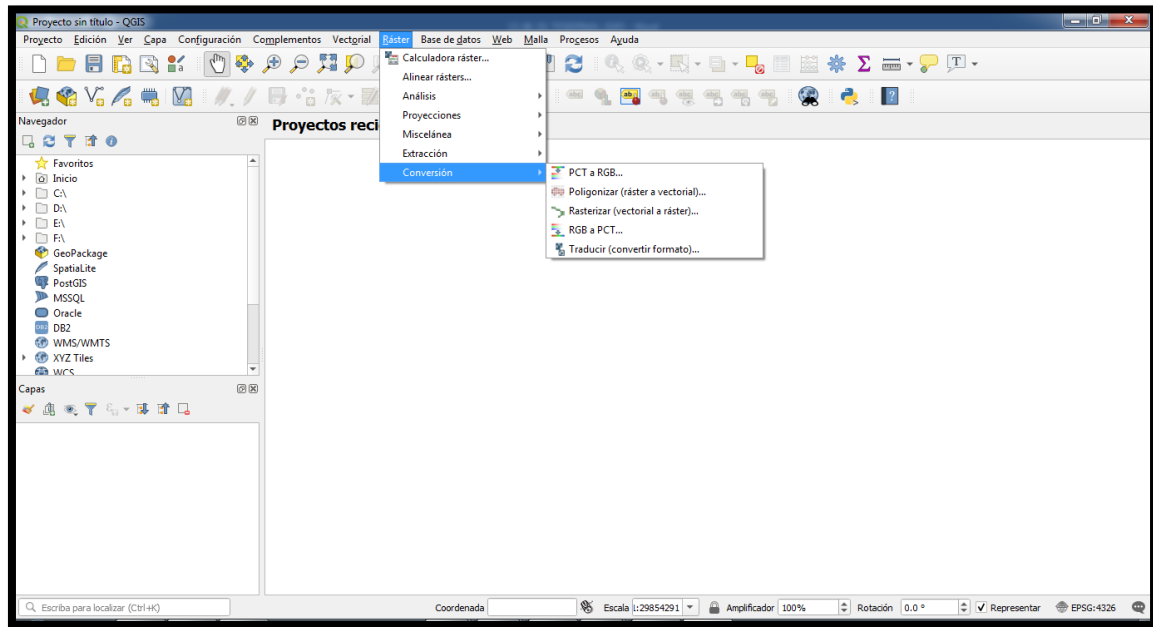 Proyecto sin título - QGIS
Proyecto Edición Ver Capa Configuración Complementos Vectorial Ráster Base de datos Web Malla Procesos Ayuda
Calculadora ráster...
Alinear rásters...
Análisis
Proyecciones
Miscelánea
Extracción
Conversión
PCT a RGB...
Poligonizar (ráster a vectorial)...
Rasterizar (vectorial a ráster)...
RGB a PCT...
Traducir (convertir formato)...
Navegador
Proyectos reci
Favoritos
Inicio
C:\
D:\
E:\
F:\
GeoPackage
SpatiaLite
PostGIS
MSSQL
Oracle
DB2
WMS/WMTS
XYZ Tiles
WCS
Capas
Escriba para localizar (Ctrl+K)
Coordenada
Escala 1:29854291
Amplificador 100%
Rotación 0.0 °
Representar
EPSG:4326